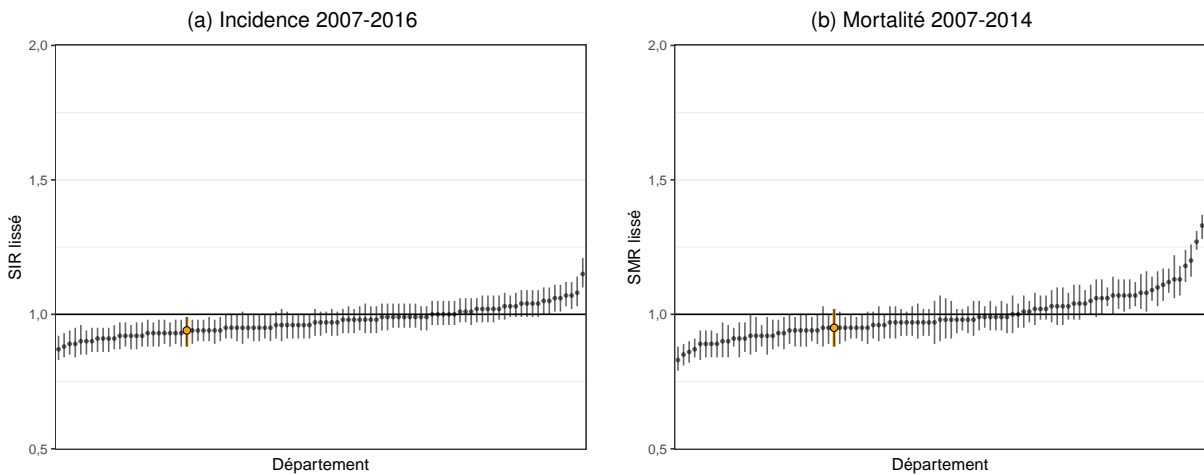 (a) Incidence 2007-2016
2,0
1,5
1,0
0,5
SIR lissé
Département
(b) Mortalité 2007-2014
2,0
1,5
1,0
0,5
SMR lissé
Département